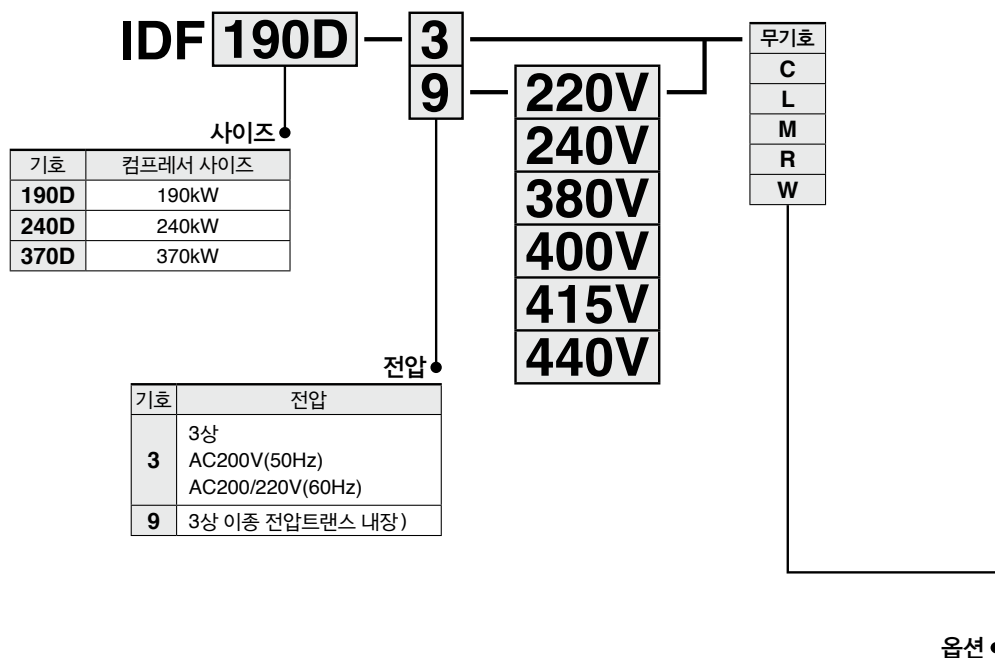 IDF 190D - 3
9 - 220V
240V
380V
400V
415V
440V
무기호
C
L
M
R
W
사이즈
기호 컴프레서 사이즈
190D 190kW
240D 240kW
370D 370kW
전압
기호 전압
3 3상
AC200V(50Hz)
AC200/220V(60Hz)
9 3상 이종 전압트랜스 내장)
옵션